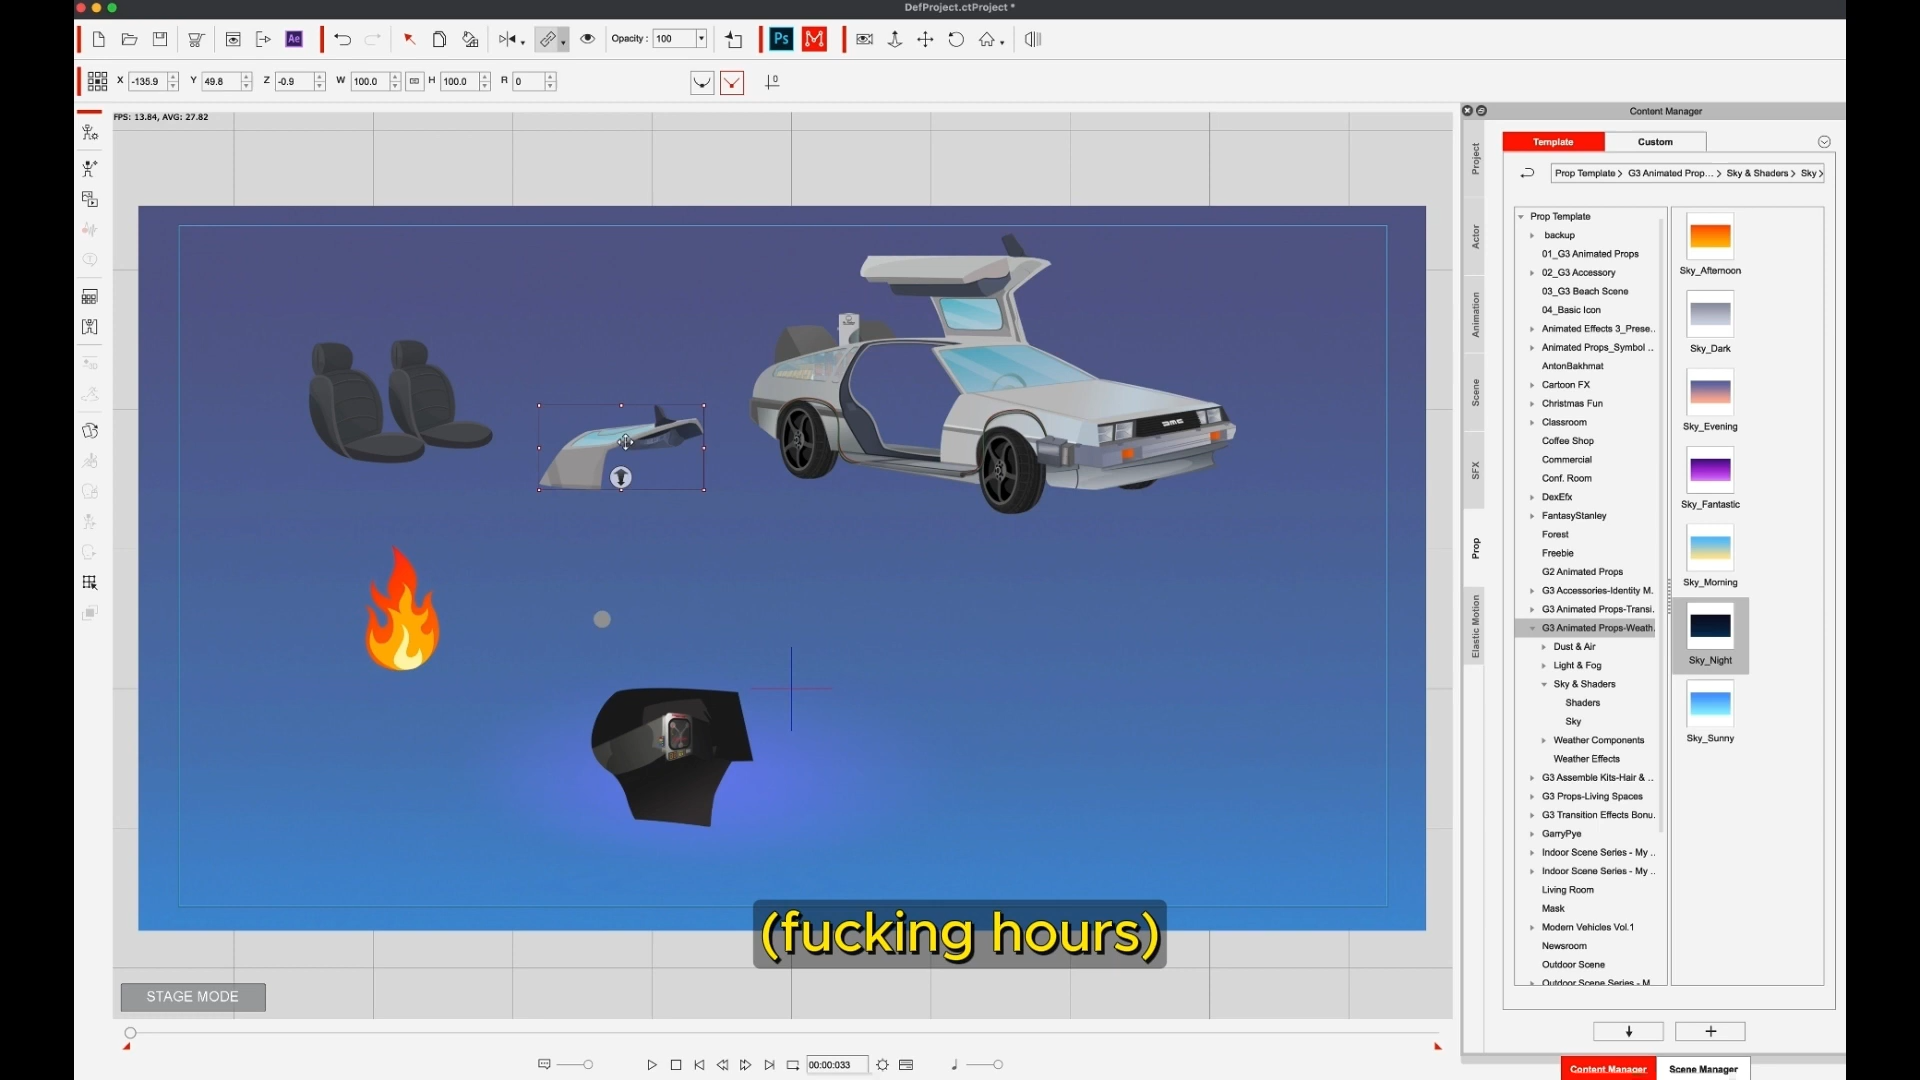 DefProject.ctProject *
Ae
Opacity :
100
Ps
X
-135.9
Y
49.8
Z
-0.9
W
100.0
H
100.0
R
0
FPS: 13.84, AVG: 27.82
Content Manager
Template
Custom
Prop Template
G3 Animated Prop...
Sky & Shaders
Sky
Project
Actor
Animation
Scene
SFX
Prop
Elastic Motion
Prop Template
backup
01_G3 Animated Props
02_G3 Accessory
03_G3 Beach Scene
04_Basic Icon
Animated Effects 3_Prese..
Animated Props_Symbol ..
AntonBakhmat
Cartoon FX
Christmas Fun
Classroom
Coffee Shop
Commercial
Conf. Room
DexEfx
FantasyStanley
Forest
Freebie
G2 Animated Props
G3 Accessories-Identity M.
G3 Animated Props-Transi.
G3 Animated Props-Weath.
Dust & Air
Light & Fog
Sky & Shaders
Shaders
Sky
Weather Components
Weather Effects
G3 Assemble Kits-Hair & ..
G3 Props-Living Spaces
G3 Transition Effects Bonu.
GarryPye
Indoor Scene Series - My ..
Indoor Scene Series - My ..
Living Room
Mask
Modern Vehicles Vol.1
Newsroom
Outdoor Scene
Outdoor Scene Series - M
Sky_Afternoon
Sky_Dark
Sky_Evening
Sky_Fantastic
Sky_Morning
Sky_Night
Sky_Sunny
DMC
(fucking hours)
STAGE MODE
00:00:033
Content Manager
Scene Manager